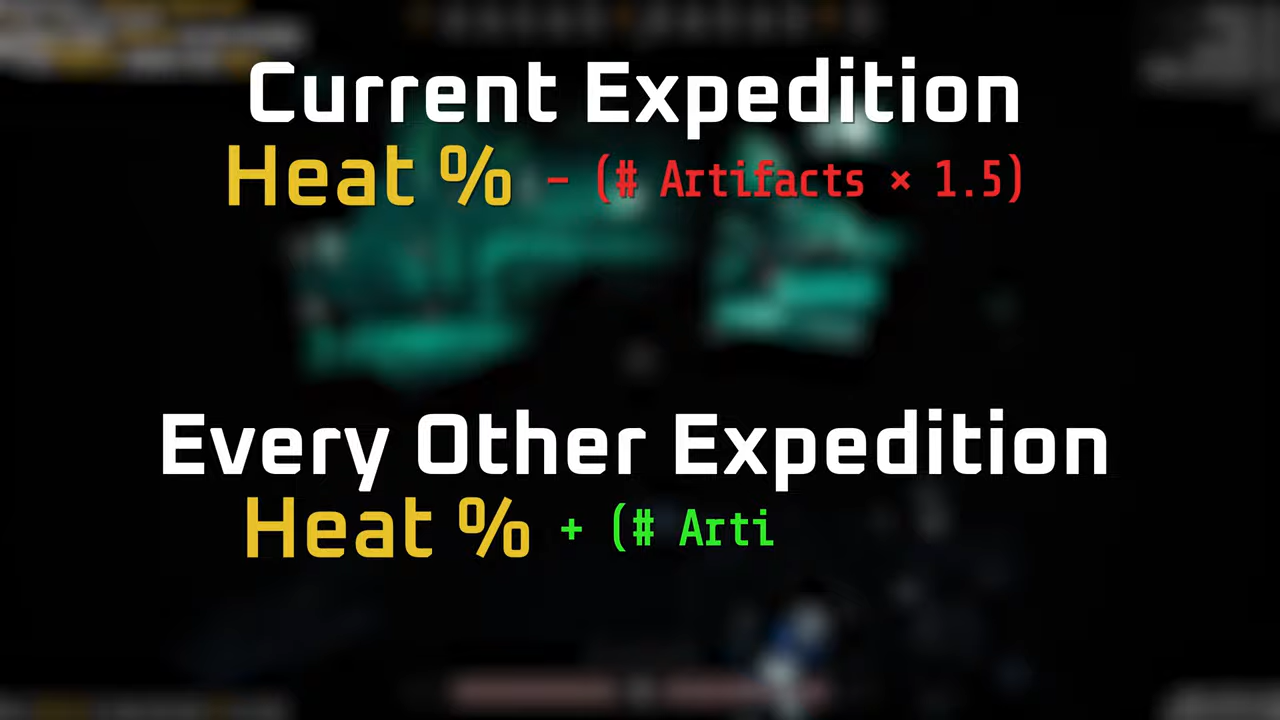 Current Expedition
Heat % - (# Artifacts × 1.5)
Every Other Expedition
Heat % + (# Arti